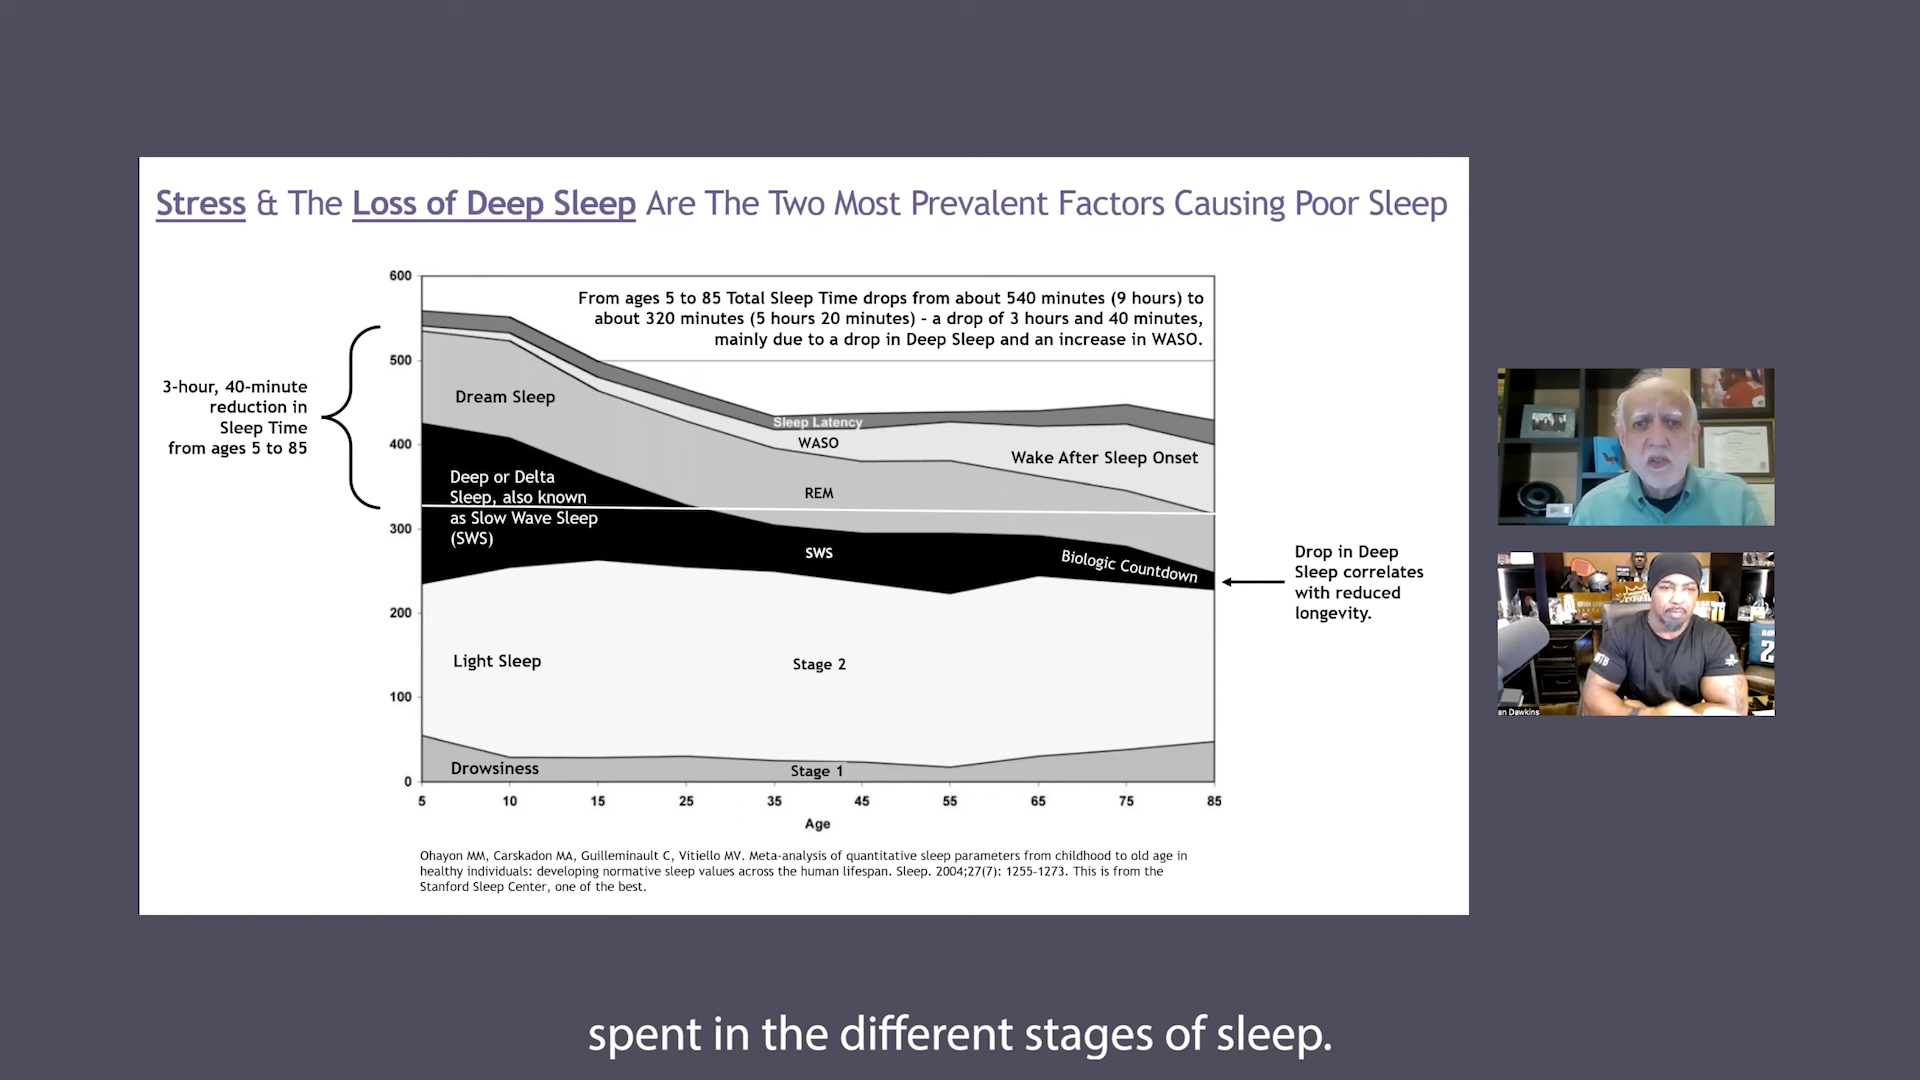 Stress & The Loss of Deep Sleep Are The Two Most Prevalent Factors Causing Poor Sleep
600
500
400
300
200
100
0
From ages 5 to 85 Total Sleep Time drops from about 540 minutes (9 hours) to
about 320 minutes (5 hours 20 minutes) - a drop of 3 hours and 40 minutes,
mainly due to a drop in Deep Sleep and an increase in WASO.
3-hour, 40-minute
reduction in
Sleep Time
from ages 5 to 85
Dream Sleep
Sleep Latency
WASO
Wake After Sleep Onset
REM
Deep or Delta
Sleep, also known
as Slow Wave Sleep
(SWS)
SWS
Biologic Countdown
Drop in Deep
Sleep correlates
with reduced
longevity.
Light Sleep
Stage 2
Drowsiness
Stage 1
5 10 15 25 35 45 55 65 75 85
Age
Ohayon MM, Carskadon MA, Guilleminault C, Vitiello MV. Meta-analysis of quantitative sleep parameters from childhood to old age in
healthy individuals: developing normative sleep values across the human lifespan. Sleep. 2004;27(7): 1255-1273. This is from the
Stanford Sleep Center, one of the best.
an Dawkins
spent in the different stages of sleep.